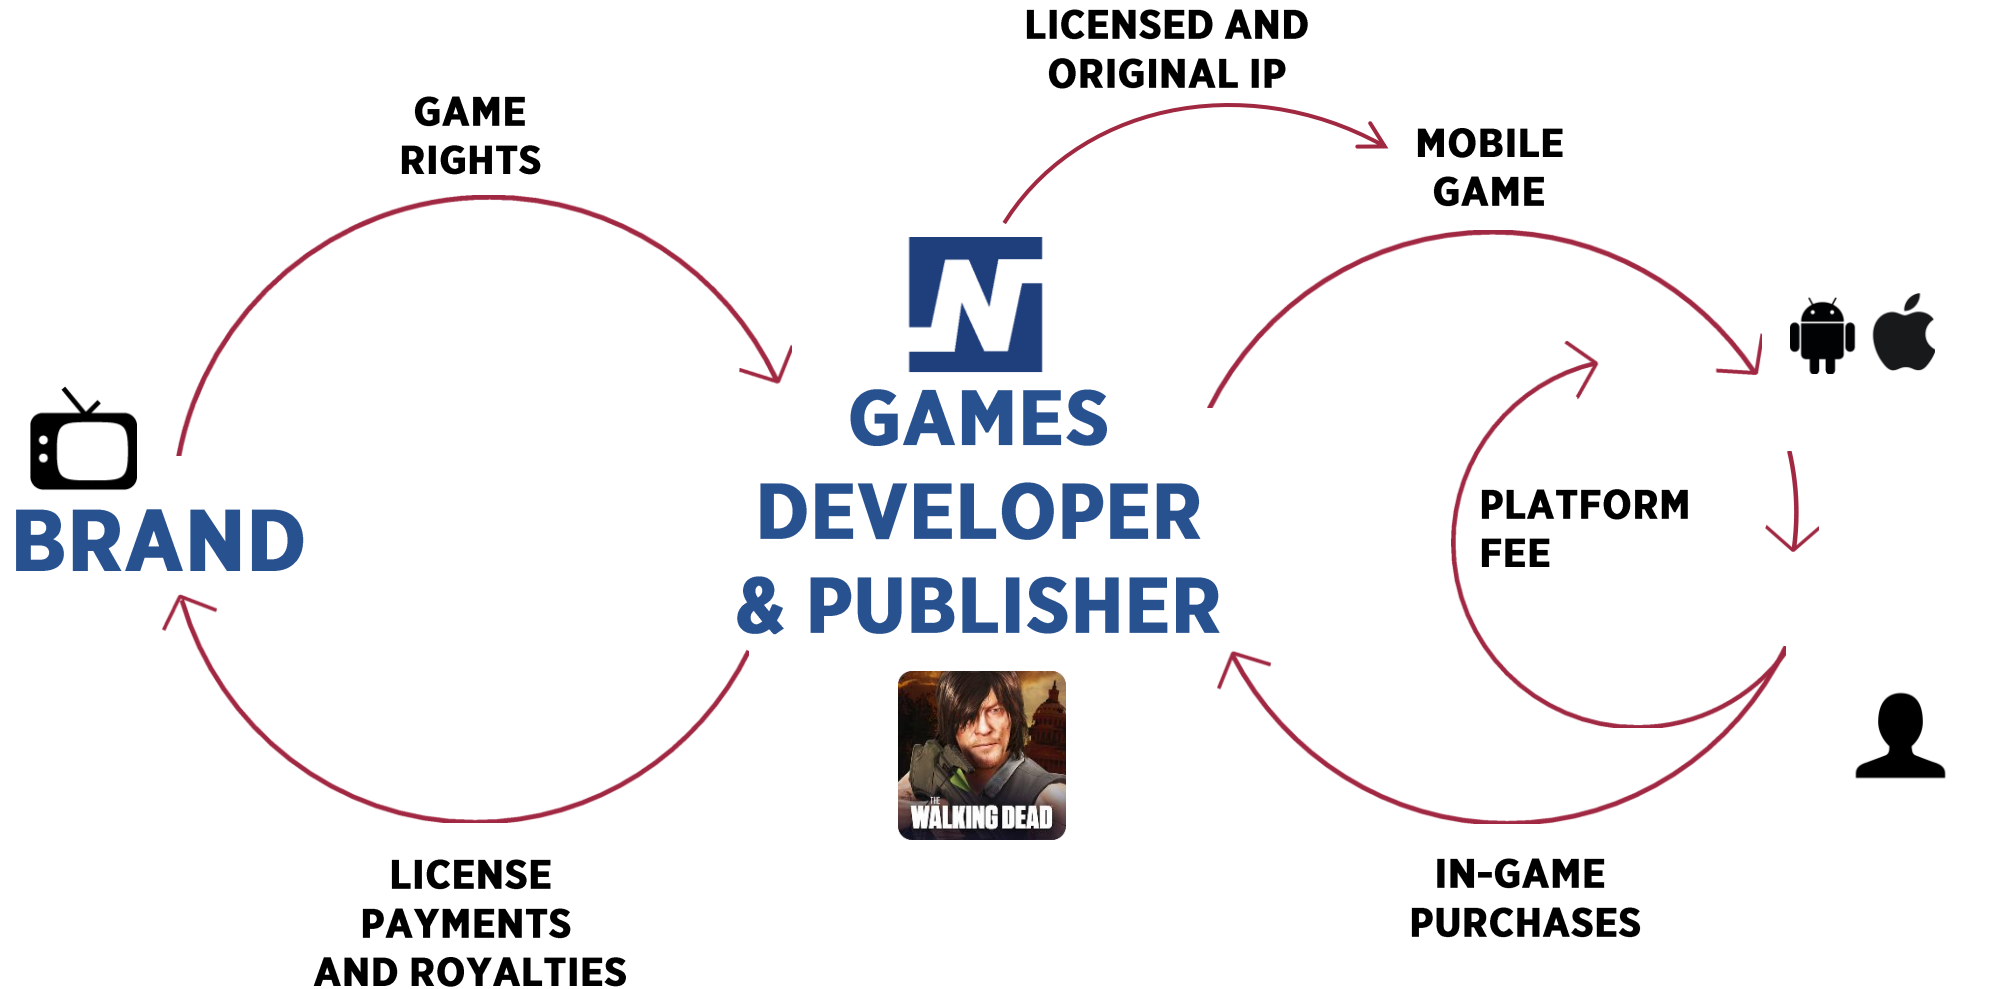 LICENSED AND
ORIGINAL IP
GAME
RIGHTS
MOBILE
GAME
N
GAMES
DEVELOPER
& PUBLISHER
BRAND
PLATFORM
FEE
THE
WALKING DEAD
LICENSE
PAYMENTS
AND ROYALTIES
IN-GAME
PURCHASES